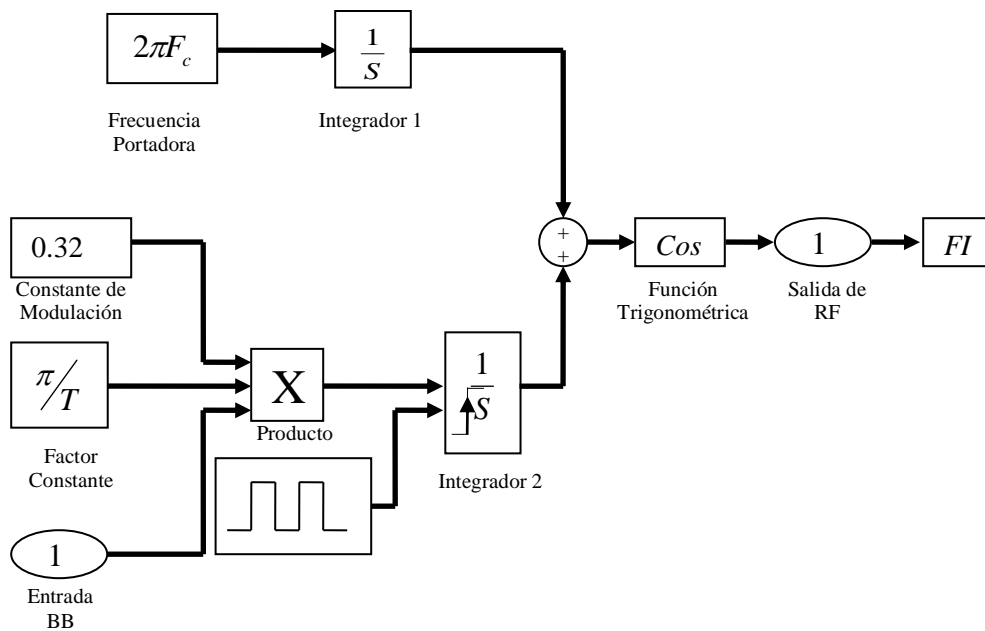 2πF_c
1/S
Frecuencia
Portadora
Integrador 1
0.32
Constante de
Modulación
+
+
Cos
1
FI
Función
Trigonométrica
Salida de
RF
π/T
X
1/S
Producto
Factor
Constante
Integrador 2
1
Entrada
BB